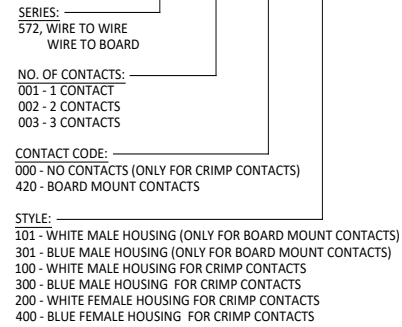 SERIES:
572, WIRE TO WIRE
WIRE TO BOARD
NO. OF CONTACTS:
001 - 1 CONTACT
002 - 2 CONTACTS
003 - 3 CONTACTS
CONTACT CODE:
000 - NO CONTACTS (ONLY FOR CRIMP CONTACTS)
420 - BOARD MOUNT CONTACTS
STYLE:
101 - WHITE MALE HOUSING (ONLY FOR BOARD MOUNT CONTACTS)
301 - BLUE MALE HOUSING (ONLY FOR BOARD MOUNT CONTACTS)
100 - WHITE MALE HOUSING FOR CRIMP CONTACTS
300 - BLUE MALE HOUSING FOR CRIMP CONTACTS
200 - WHITE FEMALE HOUSING FOR CRIMP CONTACTS
400 - BLUE FEMALE HOUSING FOR CRIMP CONTACTS